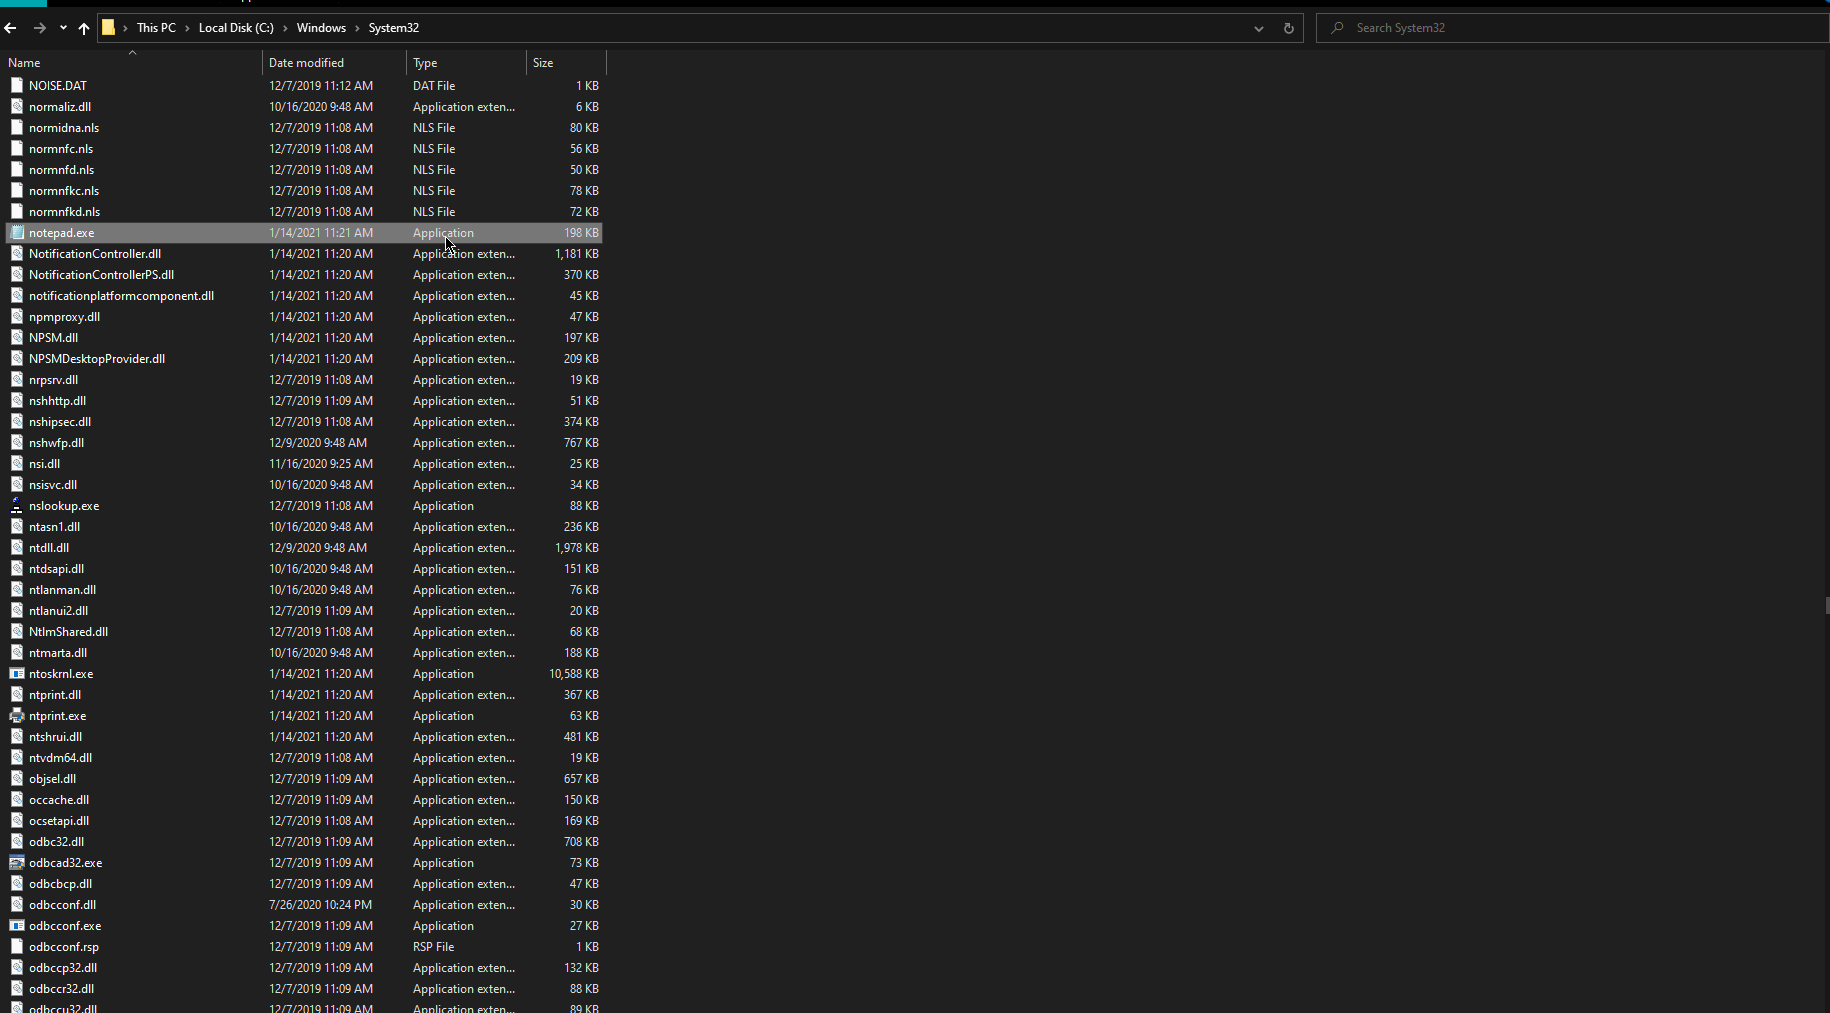 This PC > Local Disk (C:) > Windows > System32
Search System32
Name Date modified Type Size
NOISE.DAT 12/7/2019 11:12 AM DAT File 1 KB
normaliz.dll 10/16/2020 9:48 AM Application exten... 6 KB
normidna.nls 12/7/2019 11:08 AM NLS File 80 KB
normnfc.nls 12/7/2019 11:08 AM NLS File 56 KB
normnfd.nls 12/7/2019 11:08 AM NLS File 50 KB
normnfkc.nls 12/7/2019 11:08 AM NLS File 78 KB
normnfkd.nls 12/7/2019 11:08 AM NLS File 72 KB
notepad.exe 1/14/2021 11:21 AM Application 198 KB
NotificationController.dll 1/14/2021 11:20 AM Application exten... 1,181 KB
NotificationControllerPS.dll 1/14/2021 11:20 AM Application exten... 370 KB
notificationplatformcomponent.dll 1/14/2021 11:20 AM Application exten... 45 KB
npmproxy.dll 1/14/2021 11:20 AM Application exten... 47 KB
NPSM.dll 1/14/2021 11:20 AM Application exten... 197 KB
NPSMDesktopProvider.dll 1/14/2021 11:20 AM Application exten... 209 KB
nrpsrv.dll 12/7/2019 11:08 AM Application exten... 19 KB
nshhttp.dll 12/7/2019 11:09 AM Application exten... 51 KB
nshipsec.dll 12/7/2019 11:08 AM Application exten... 374 KB
nshwfp.dll 12/9/2020 9:48 AM Application exten... 767 KB
nsi.dll 11/16/2020 9:25 AM Application exten... 25 KB
nsisvc.dll 10/16/2020 9:48 AM Application exten... 34 KB
nslookup.exe 12/7/2019 11:08 AM Application 88 KB
ntasn1.dll 10/16/2020 9:48 AM Application exten... 236 KB
ntdll.dll 12/9/2020 9:48 AM Application exten... 1,978 KB
ntdsapi.dll 10/16/2020 9:48 AM Application exten... 151 KB
ntlanman.dll 10/16/2020 9:48 AM Application exten... 76 KB
ntlanui2.dll 12/7/2019 11:09 AM Application exten... 20 KB
NtlmShared.dll 12/7/2019 11:08 AM Application exten... 68 KB
ntmarta.dll 10/16/2020 9:48 AM Application exten... 188 KB
ntoskrnl.exe 1/14/2021 11:20 AM Application 10,588 KB
ntprint.dll 1/14/2021 11:20 AM Application exten... 367 KB
ntprint.exe 1/14/2021 11:20 AM Application 63 KB
ntshrui.dll 1/14/2021 11:20 AM Application exten... 481 KB
ntvdm64.dll 12/7/2019 11:08 AM Application exten... 19 KB
objsel.dll 12/7/2019 11:09 AM Application exten... 657 KB
occache.dll 12/7/2019 11:09 AM Application exten... 150 KB
ocsetapi.dll 12/7/2019 11:08 AM Application exten... 169 KB
odbc32.dll 12/7/2019 11:09 AM Application exten... 708 KB
odbcad32.exe 12/7/2019 11:09 AM Application 73 KB
odbcbcp.dll 12/7/2019 11:09 AM Application exten... 47 KB
odbcconf.dll 7/26/2020 10:24 PM Application exten... 30 KB
odbcconf.exe 12/7/2019 11:09 AM Application 27 KB
odbcconf.rsp 12/7/2019 11:09 AM RSP File 1 KB
odbccp32.dll 12/7/2019 11:09 AM Application exten... 132 KB
odbccr32.dll 12/7/2019 11:09 AM Application exten... 88 KB
odbccu32.dll 12/7/2019 11:09 AM Application exten... 89 KB